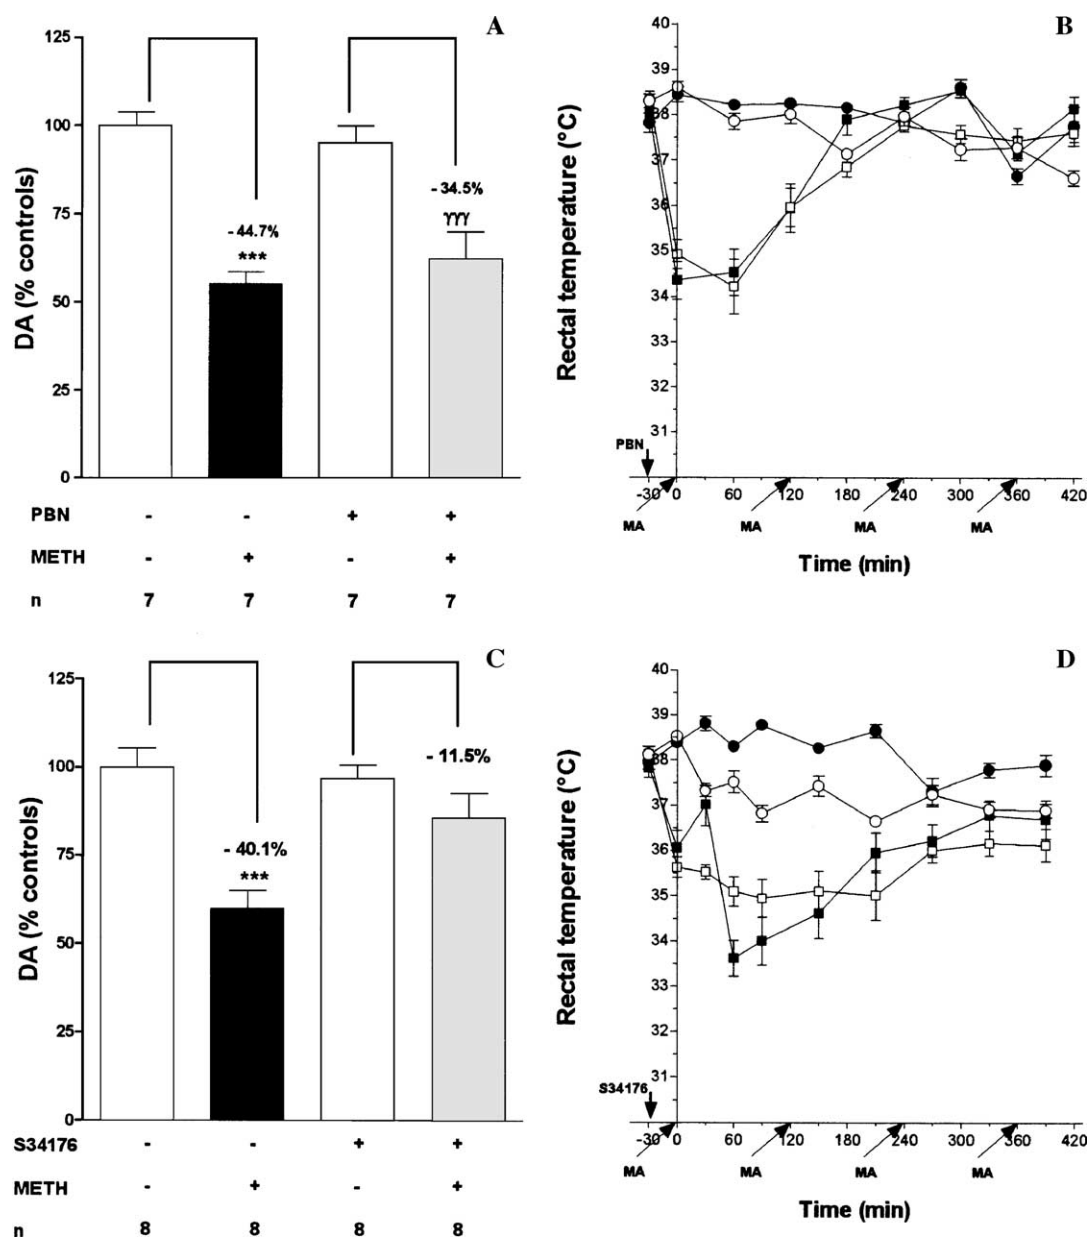 A
125
100
75
50
25
0
DA (% controls)
- 44.7%
***
- 34.5%
γγγ
PBN - - + +
METH - + - +
n 7 7 7 7
B
40
39
38
37
36
35
34
33
32
31
Rectal temperature (°C)
PBN
-30 0 60 120 180 240 300 360 420
MA MA MA MA
Time (min)
C
125
100
75
50
25
0
DA (% controls)
- 40.1%
***
- 11.5%
S34176 - - + +
METH - + - +
n 8 8 8 8
D
40
39
38
37
36
35
34
33
32
31
Rectal temperature (°C)
S34176
-30 0 60 120 180 240 300 360 420
MA MA MA MA
Time (min)